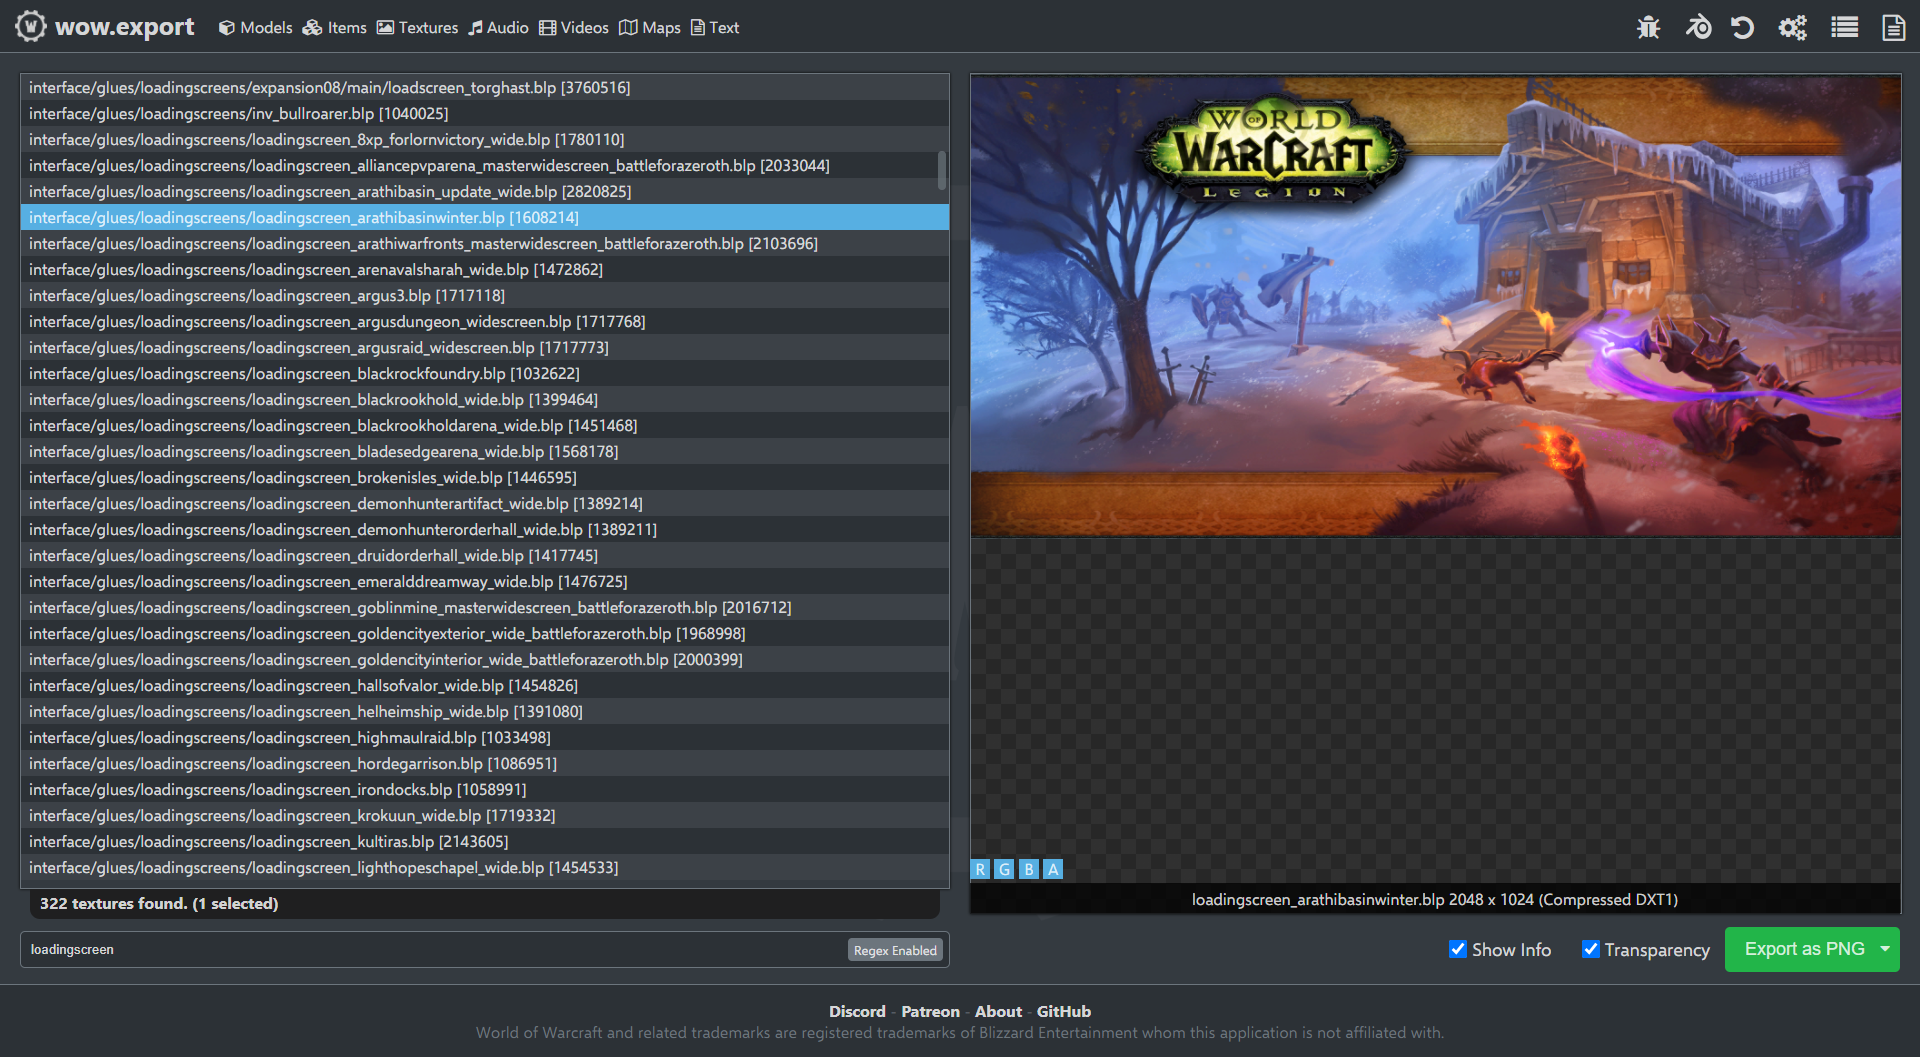 wow.export Models Items Textures Audio Videos Maps Text
interface/glues/loadingscreens/expansion08/main/loadscreen_torghast.blp [3760516]
interface/glues/loadingscreens/inv_bullroarer.blp [1040025]
interface/glues/loadingscreens/loadingscreen_8xp_forlornvictory_wide.blp [1780110]
interface/glues/loadingscreens/loadingscreen_alliancepvparena_masterwidescreen_battleforazeroth.blp [2033044]
interface/glues/loadingscreens/loadingscreen_arathibasin_update_wide.blp [2820825]
interface/glues/loadingscreens/loadingscreen_arathibasinwinter.blp [1608214]
interface/glues/loadingscreens/loadingscreen_arathiwarfronts_masterwidescreen_battleforazeroth.blp [2103696]
interface/glues/loadingscreens/loadingscreen_arenavalsharah_wide.blp [1472862]
interface/glues/loadingscreens/loadingscreen_argus3.blp [1717118]
interface/glues/loadingscreens/loadingscreen_argusdungeon_widescreen.blp [1717768]
interface/glues/loadingscreens/loadingscreen_argusraid_widescreen.blp [1717773]
interface/glues/loadingscreens/loadingscreen_blackrockfoundry.blp [1032622]
interface/glues/loadingscreens/loadingscreen_blackrookhold_wide.blp [1399464]
interface/glues/loadingscreens/loadingscreen_blackrookholdarena_wide.blp [1451468]
interface/glues/loadingscreens/loadingscreen_bladesedgearena_wide.blp [1568178]
interface/glues/loadingscreens/loadingscreen_brokenisles_wide.blp [1446595]
interface/glues/loadingscreens/loadingscreen_demonhunterartifact_wide.blp [1389214]
interface/glues/loadingscreens/loadingscreen_demonhunterorderhall_wide.blp [1389211]
interface/glues/loadingscreens/loadingscreen_druidorderhall_wide.blp [1417745]
interface/glues/loadingscreens/loadingscreen_emeralddreamway_wide.blp [1476725]
interface/glues/loadingscreens/loadingscreen_goblinmine_masterwidescreen_battleforazeroth.blp [2016712]
interface/glues/loadingscreens/loadingscreen_goldencityexterior_wide_battleforazeroth.blp [1968998]
interface/glues/loadingscreens/loadingscreen_goldencityinterior_wide_battleforazeroth.blp [2000399]
interface/glues/loadingscreens/loadingscreen_hallsofvalor_wide.blp [1454826]
interface/glues/loadingscreens/loadingscreen_helheimship_wide.blp [1391080]
interface/glues/loadingscreens/loadingscreen_highmaulraid.blp [1033498]
interface/glues/loadingscreens/loadingscreen_hordegarrison.blp [1086951]
interface/glues/loadingscreens/loadingscreen_irondocks.blp [1058991]
interface/glues/loadingscreens/loadingscreen_krokuun_wide.blp [1719332]
interface/glues/loadingscreens/loadingscreen_kultiras.blp [2143605]
interface/glues/loadingscreens/loadingscreen_lighthopeschapel_wide.blp [1454533]
322 textures found. (1 selected)
loadingscreen Regex Enabled
WORLD OF
WARCRAFT
LEGION
R G B A
loadingscreen_arathibasinwinter.blp 2048 x 1024 (Compressed DXT1)
Show Info Transparency Export as PNG
Discord - Patreon - About - GitHub
World of Warcraft and related trademarks are registered trademarks of Blizzard Entertainment whom this application is not affiliated with.